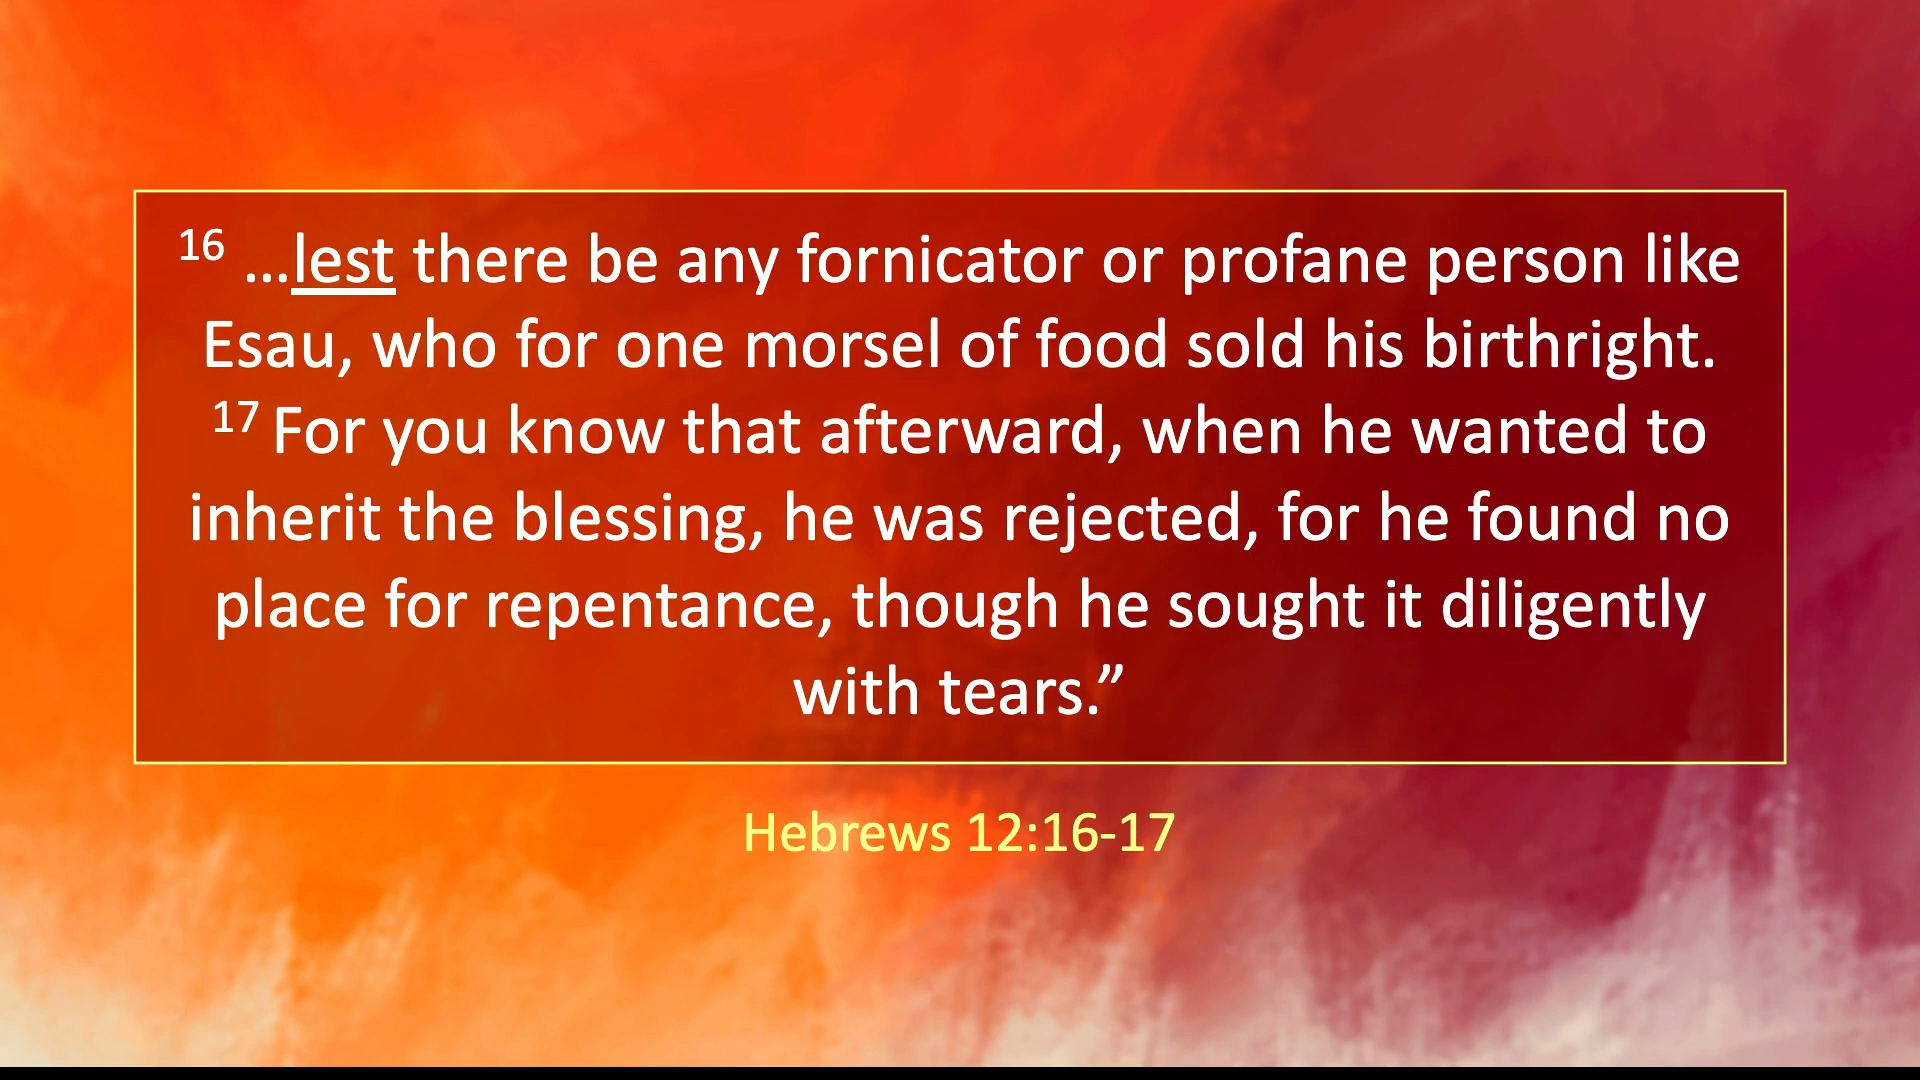 16 …lest there be any fornicator or profane person like
Esau, who for one morsel of food sold his birthright.
17 For you know that afterward, when he wanted to
inherit the blessing, he was rejected, for he found no
place for repentance, though he sought it diligently
with tears.”
Hebrews 12:16-17